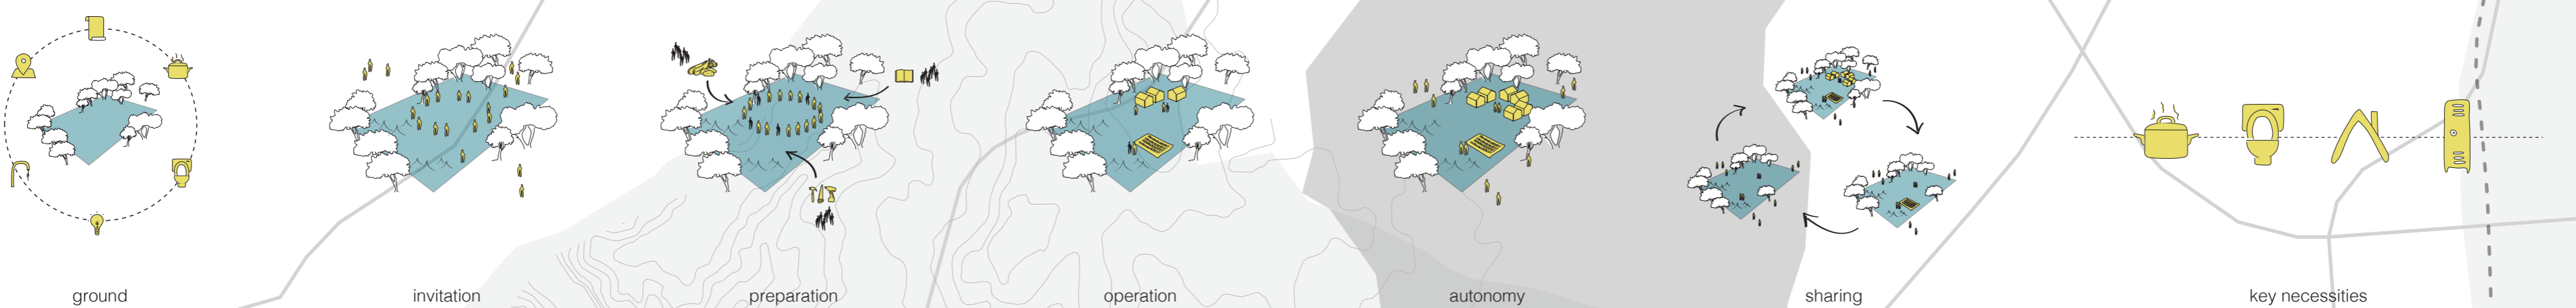 ground
invitation
preparation
operation
autonomy
sharing
key necessities